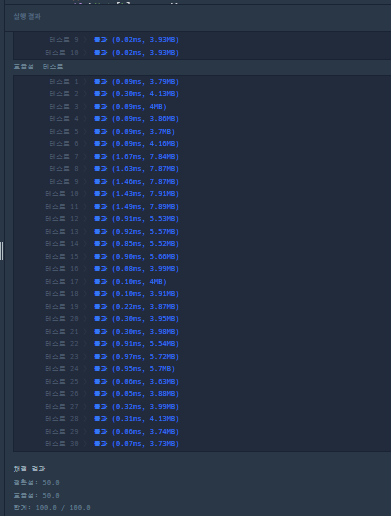 실행 결과
테스트 9 통과 (0.02ms, 3.93MB)
테스트 10 통과 (0.02ms, 3.93MB)
효율성 테스트
테스트 1 통과 (0.09ms, 3.79MB)
테스트 2 통과 (0.30ms, 4.13MB)
테스트 3 통과 (0.09ms, 4MB)
테스트 4 통과 (0.09ms, 3.86MB)
테스트 5 통과 (0.09ms, 3.7MB)
테스트 6 통과 (0.09ms, 4.16MB)
테스트 7 통과 (1.67ms, 7.84MB)
테스트 8 통과 (1.63ms, 7.87MB)
테스트 9 통과 (1.46ms, 7.87MB)
테스트 10 통과 (1.43ms, 7.91MB)
테스트 11 통과 (1.49ms, 7.89MB)
테스트 12 통과 (0.91ms, 5.53MB)
테스트 13 통과 (0.92ms, 5.57MB)
테스트 14 통과 (0.85ms, 5.52MB)
테스트 15 통과 (0.90ms, 5.66MB)
테스트 16 통과 (0.08ms, 3.99MB)
테스트 17 통과 (0.10ms, 4MB)
테스트 18 통과 (0.10ms, 3.91MB)
테스트 19 통과 (0.22ms, 3.87MB)
테스트 20 통과 (0.30ms, 3.95MB)
테스트 21 통과 (0.30ms, 3.98MB)
테스트 22 통과 (0.91ms, 5.54MB)
테스트 23 통과 (0.97ms, 5.72MB)
테스트 24 통과 (0.95ms, 5.7MB)
테스트 25 통과 (0.06ms, 3.63MB)
테스트 26 통과 (0.05ms, 3.88MB)
테스트 27 통과 (0.32ms, 3.99MB)
테스트 28 통과 (0.31ms, 4.13MB)
테스트 29 통과 (0.06ms, 3.74MB)
테스트 30 통과 (0.07ms, 3.73MB)
채점 결과
정확성: 50.0
효율성: 50.0
합계: 100.0 / 100.0